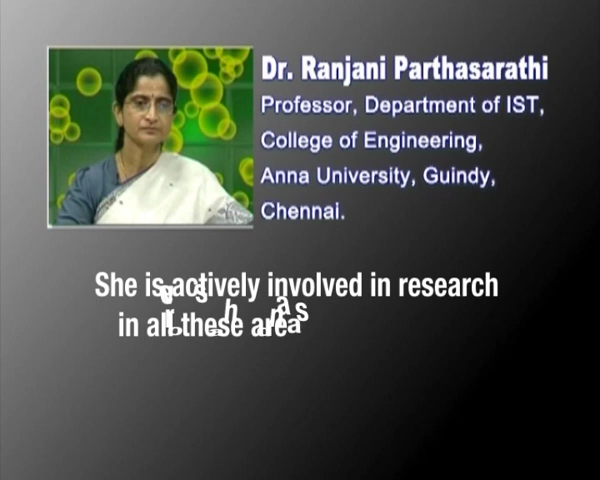 Dr. Ranjani Parthasarathi
Professor, Department of IST,
College of Engineering,
Anna University, Guindy,
Chennai.
She is actively involved in research
in all these area